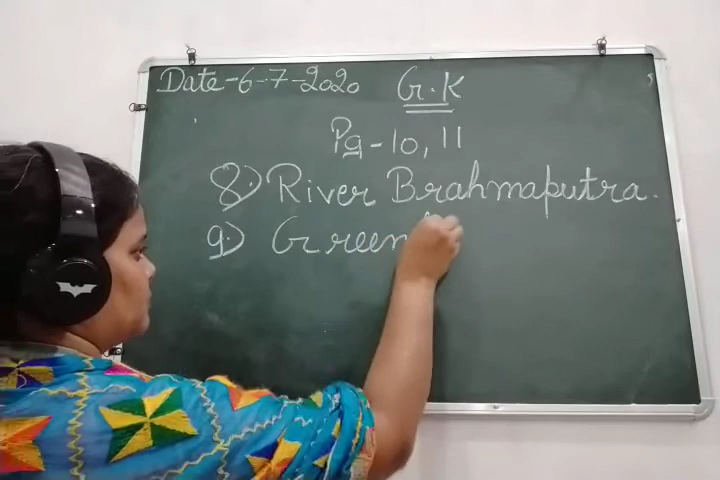 Date-6-7-2020
G.K
Pg-10, 11
8.) River Brahmaputra.
9.) Green